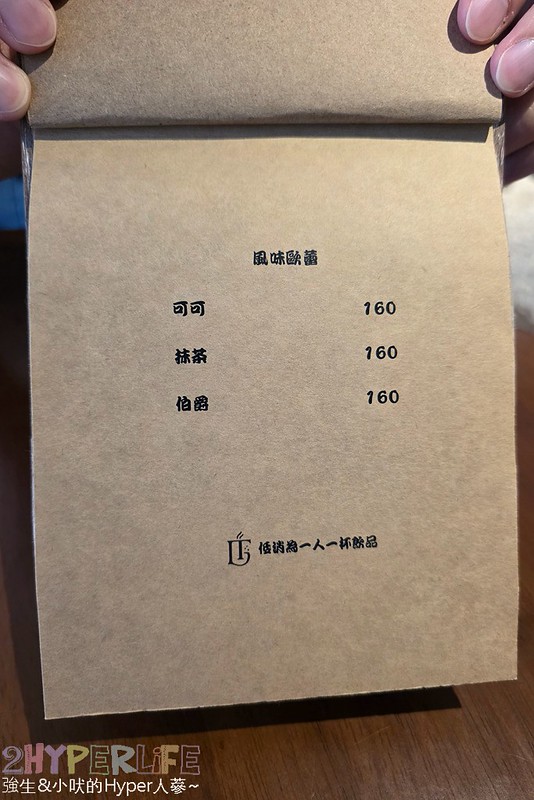 風味歐蕾
可可 160
抹茶 160
伯爵 160
低消為一人一杯飲品
2HYPERLiFE
強生&小吠的Hyper人蔘~